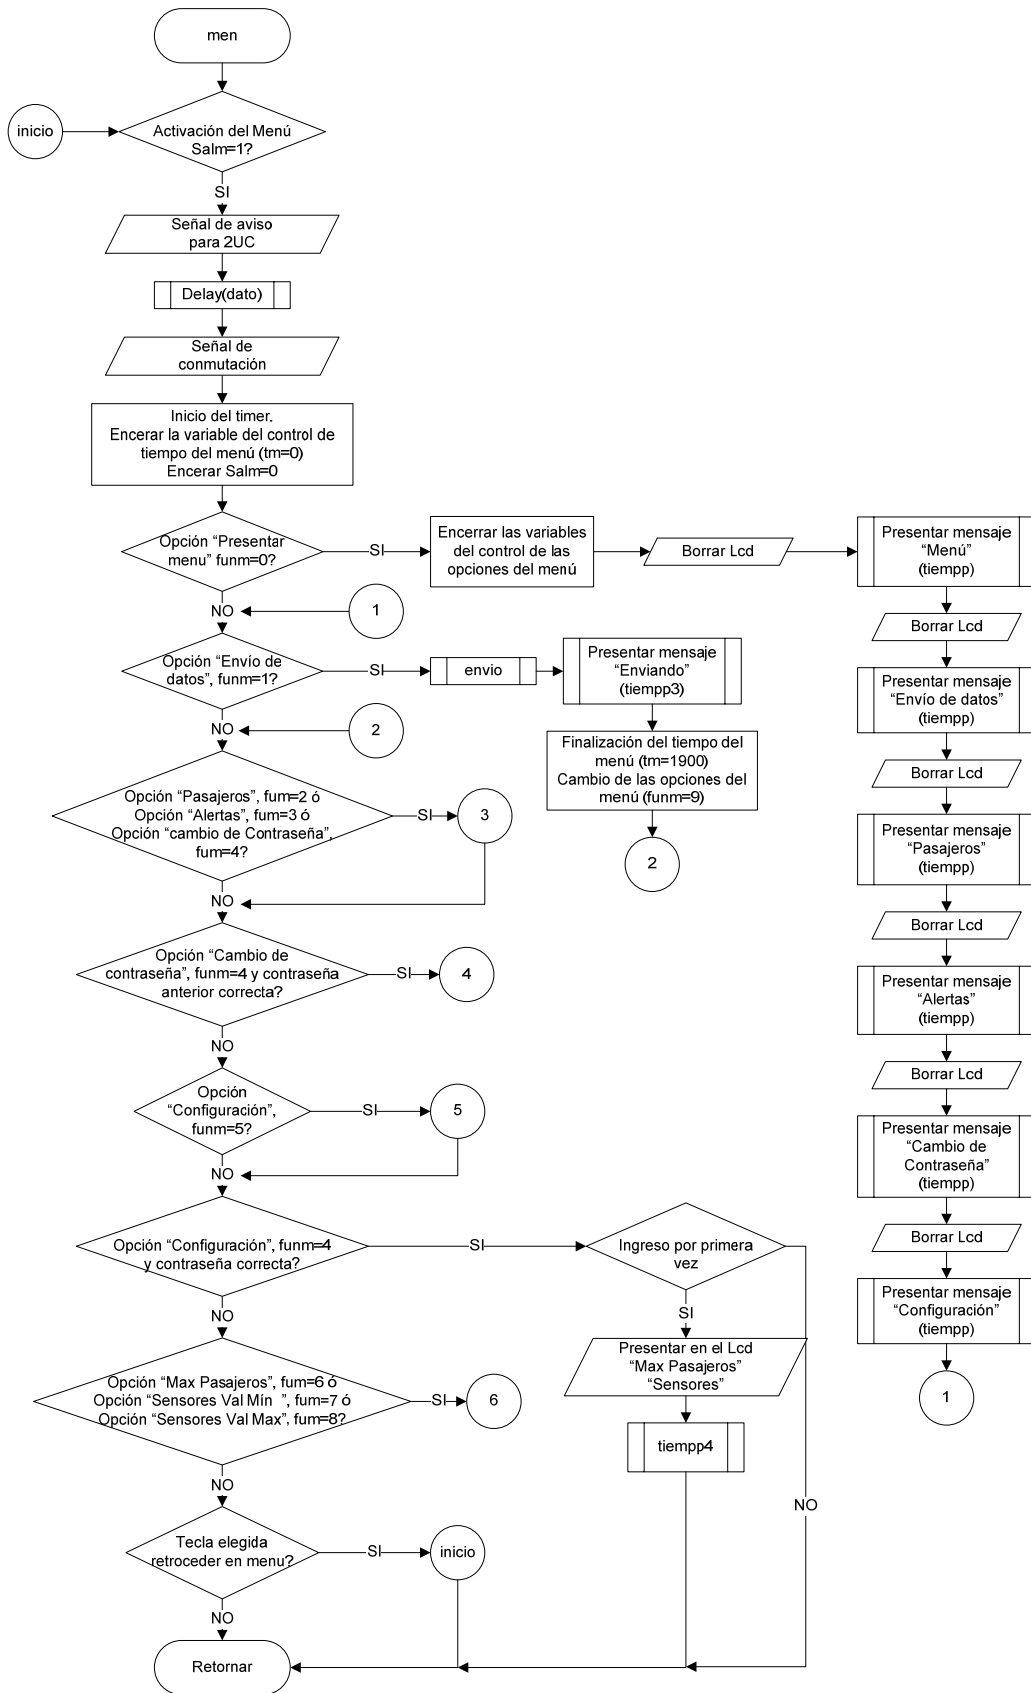 men
inicio
Activación del Menú
Salm=1?
SI
Señal de aviso
para 2UC
Delay(dato)
Señal de
conmutación
Inicio del timer.
Encerar la variable del control de
tiempo del menú (tm=0)
Encerar Salm=0
Opción “Presentar
menu” funm=0?
SI
Encerrar las variables
del control de las
opciones del menú
Borrar Lcd
Presentar mensaje
“Menú”
(tiempp)
NO
1
Borrar Lcd
Opción “Envío de
datos”, funm=1?
SI
envio
Presentar mensaje
“Enviando”
(tiempp3)
Presentar mensaje
“Envío de datos”
(tiempp)
NO
2
Finalización del tiempo del
menú (tm=1900)
Cambio de las opciones del
menú (funm=9)
2
Borrar Lcd
Opción “Pasajeros”, fum=2 ó
Opción “Alertas”, fum=3 ó
Opción “cambio de Contraseña”,
fum=4?
SI
3
Presentar mensaje
“Pasajeros”
(tiempp)
NO
Borrar Lcd
Opción “Cambio de
contraseña”, funm=4 y contraseña
anterior correcta?
SI
4
Presentar mensaje
“Alertas”
(tiempp)
NO
Borrar Lcd
Opción
“Configuración”,
funm=5?
SI
5
Presentar mensaje
“Cambio de
Contraseña”
(tiempp)
NO
Borrar Lcd
Opción “Configuración”, funm=4
y contraseña correcta?
SI
Ingreso por primera
vez
Presentar mensaje
“Configuración”
(tiempp)
1
NO
SI
Presentar en el Lcd
“Max Pasajeros”
“Sensores”
Opción “Max Pasajeros”, fum=6 ó
Opción “Sensores Val Mín ”, fum=7 ó
Opción “Sensores Val Max”, fum=8?
SI
6
tiempp4
NO
NO
Tecla elegida
retroceder en menu?
SI
inicio
NO
Retornar